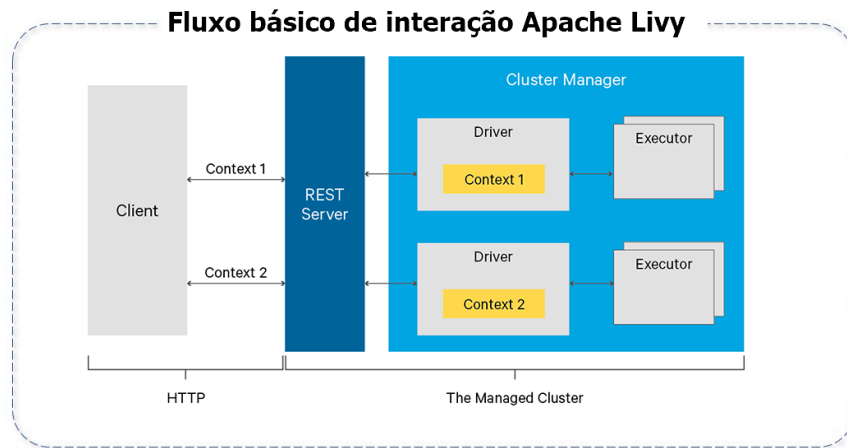 Fluxo básico de interação Apache Livy
Cluster Manager
Client
Context 1
Context 2
REST
Server
Driver
Context 1
Executor
Driver
Context 2
Executor
HTTP
The Managed Cluster